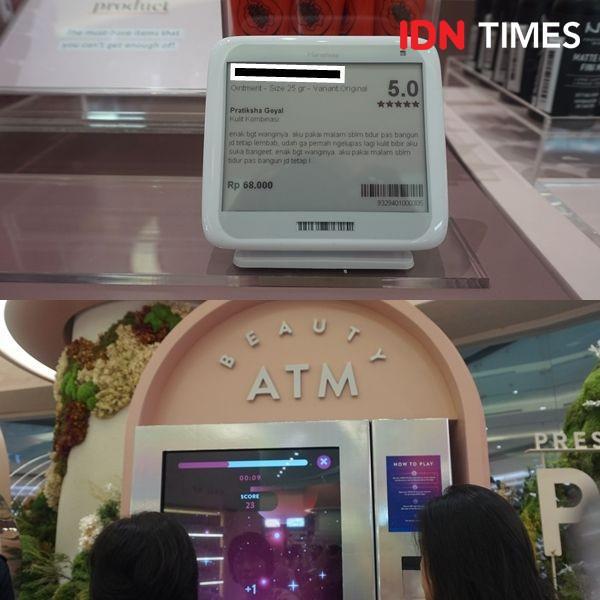 product
The must-have items that
you can't get enough of!
IDN TIMES
Ointment - Size 25 gr - Variant:Original
5.0
★★★★★
Pratiksha Goyal
Kulit Kombinasi
enak bgt wanginya. aku pakai malam sblm tidur pas bangun
jd tetap lembab, udah ga pernah ngelupas lagi kulit bibir aku
suka bangeet. enak bgt wanginya. aku pakai malam sblm
tidur pas bangun jd tetap l
Rp 68.000
9329401000305
BEAUTY
ATM
00:09
SCORE
23
+1
HOW TO PLAY
PRES
P